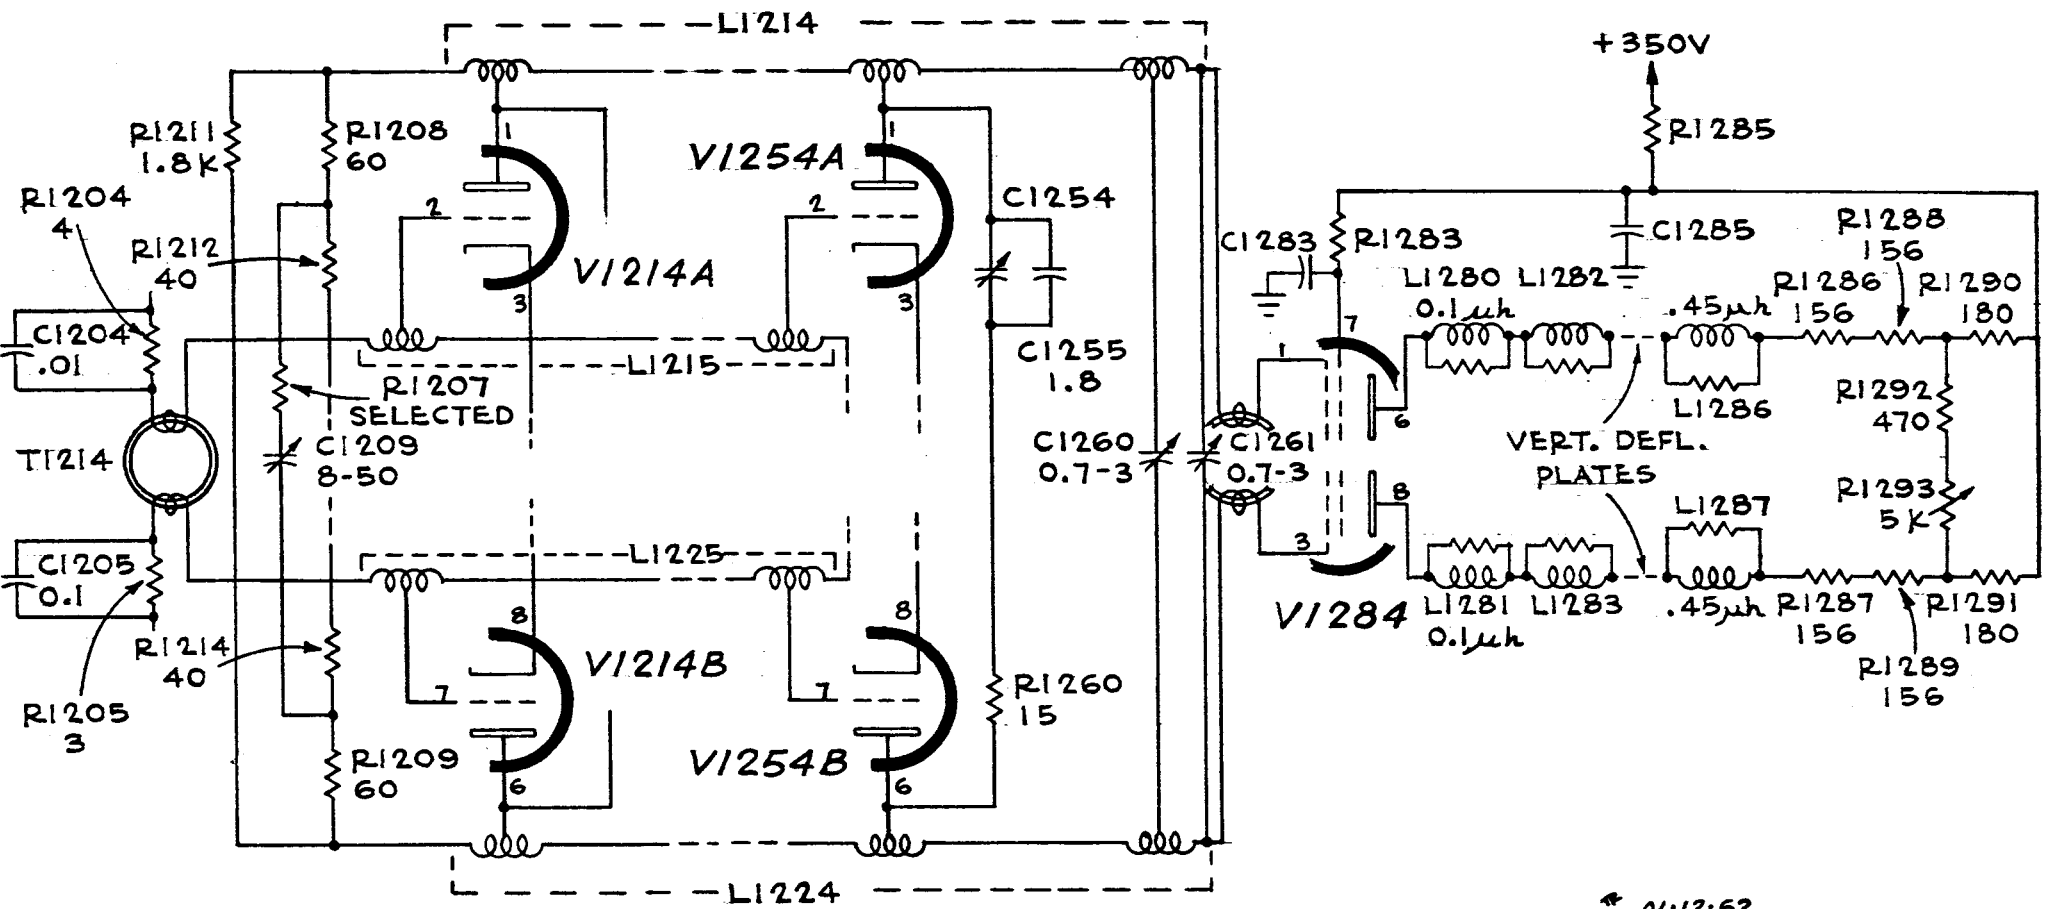 L1214
+350V
R1211
1.8K
R1208
60
1
V1254A
1
R1285
R1204
4
2
2
C1254
R1288
156
R1212
40
V1214A
C1283
R1283
C1285
3
3
L1280
0.1µh
L1282
.45µh
R1286
156
R1290
180
C1204
.01
L1215
7
1
C1255
1.8
R1207
SELECTED
6
L1286
R1292
470
T1214
C1209
8-50
C1260
0.7-3
C1261
0.7-3
VERT. DEFL.
PLATES
8
L1287
R1293
5K
3
C1205
0.1
L1225
8
8
V1284
L1281
0.1µh
L1283
.45µh
R1287
156
R1291
180
R1214
40
V1214B
R1289
156
7
7
R1260
15
R1205
3
R1209
60
V1254B
6
6
L1224